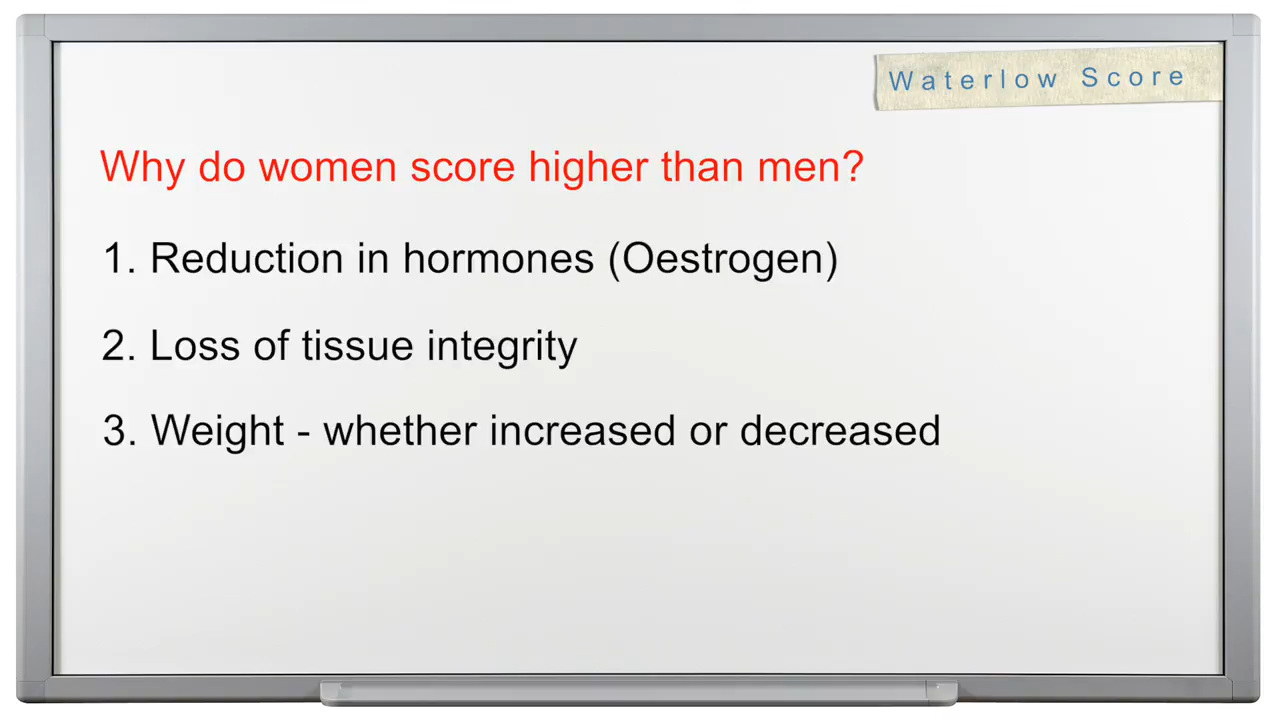 Waterlow Score
Why do women score higher than men?
1. Reduction in hormones (Oestrogen)
2. Loss of tissue integrity
3. Weight - whether increased or decreased